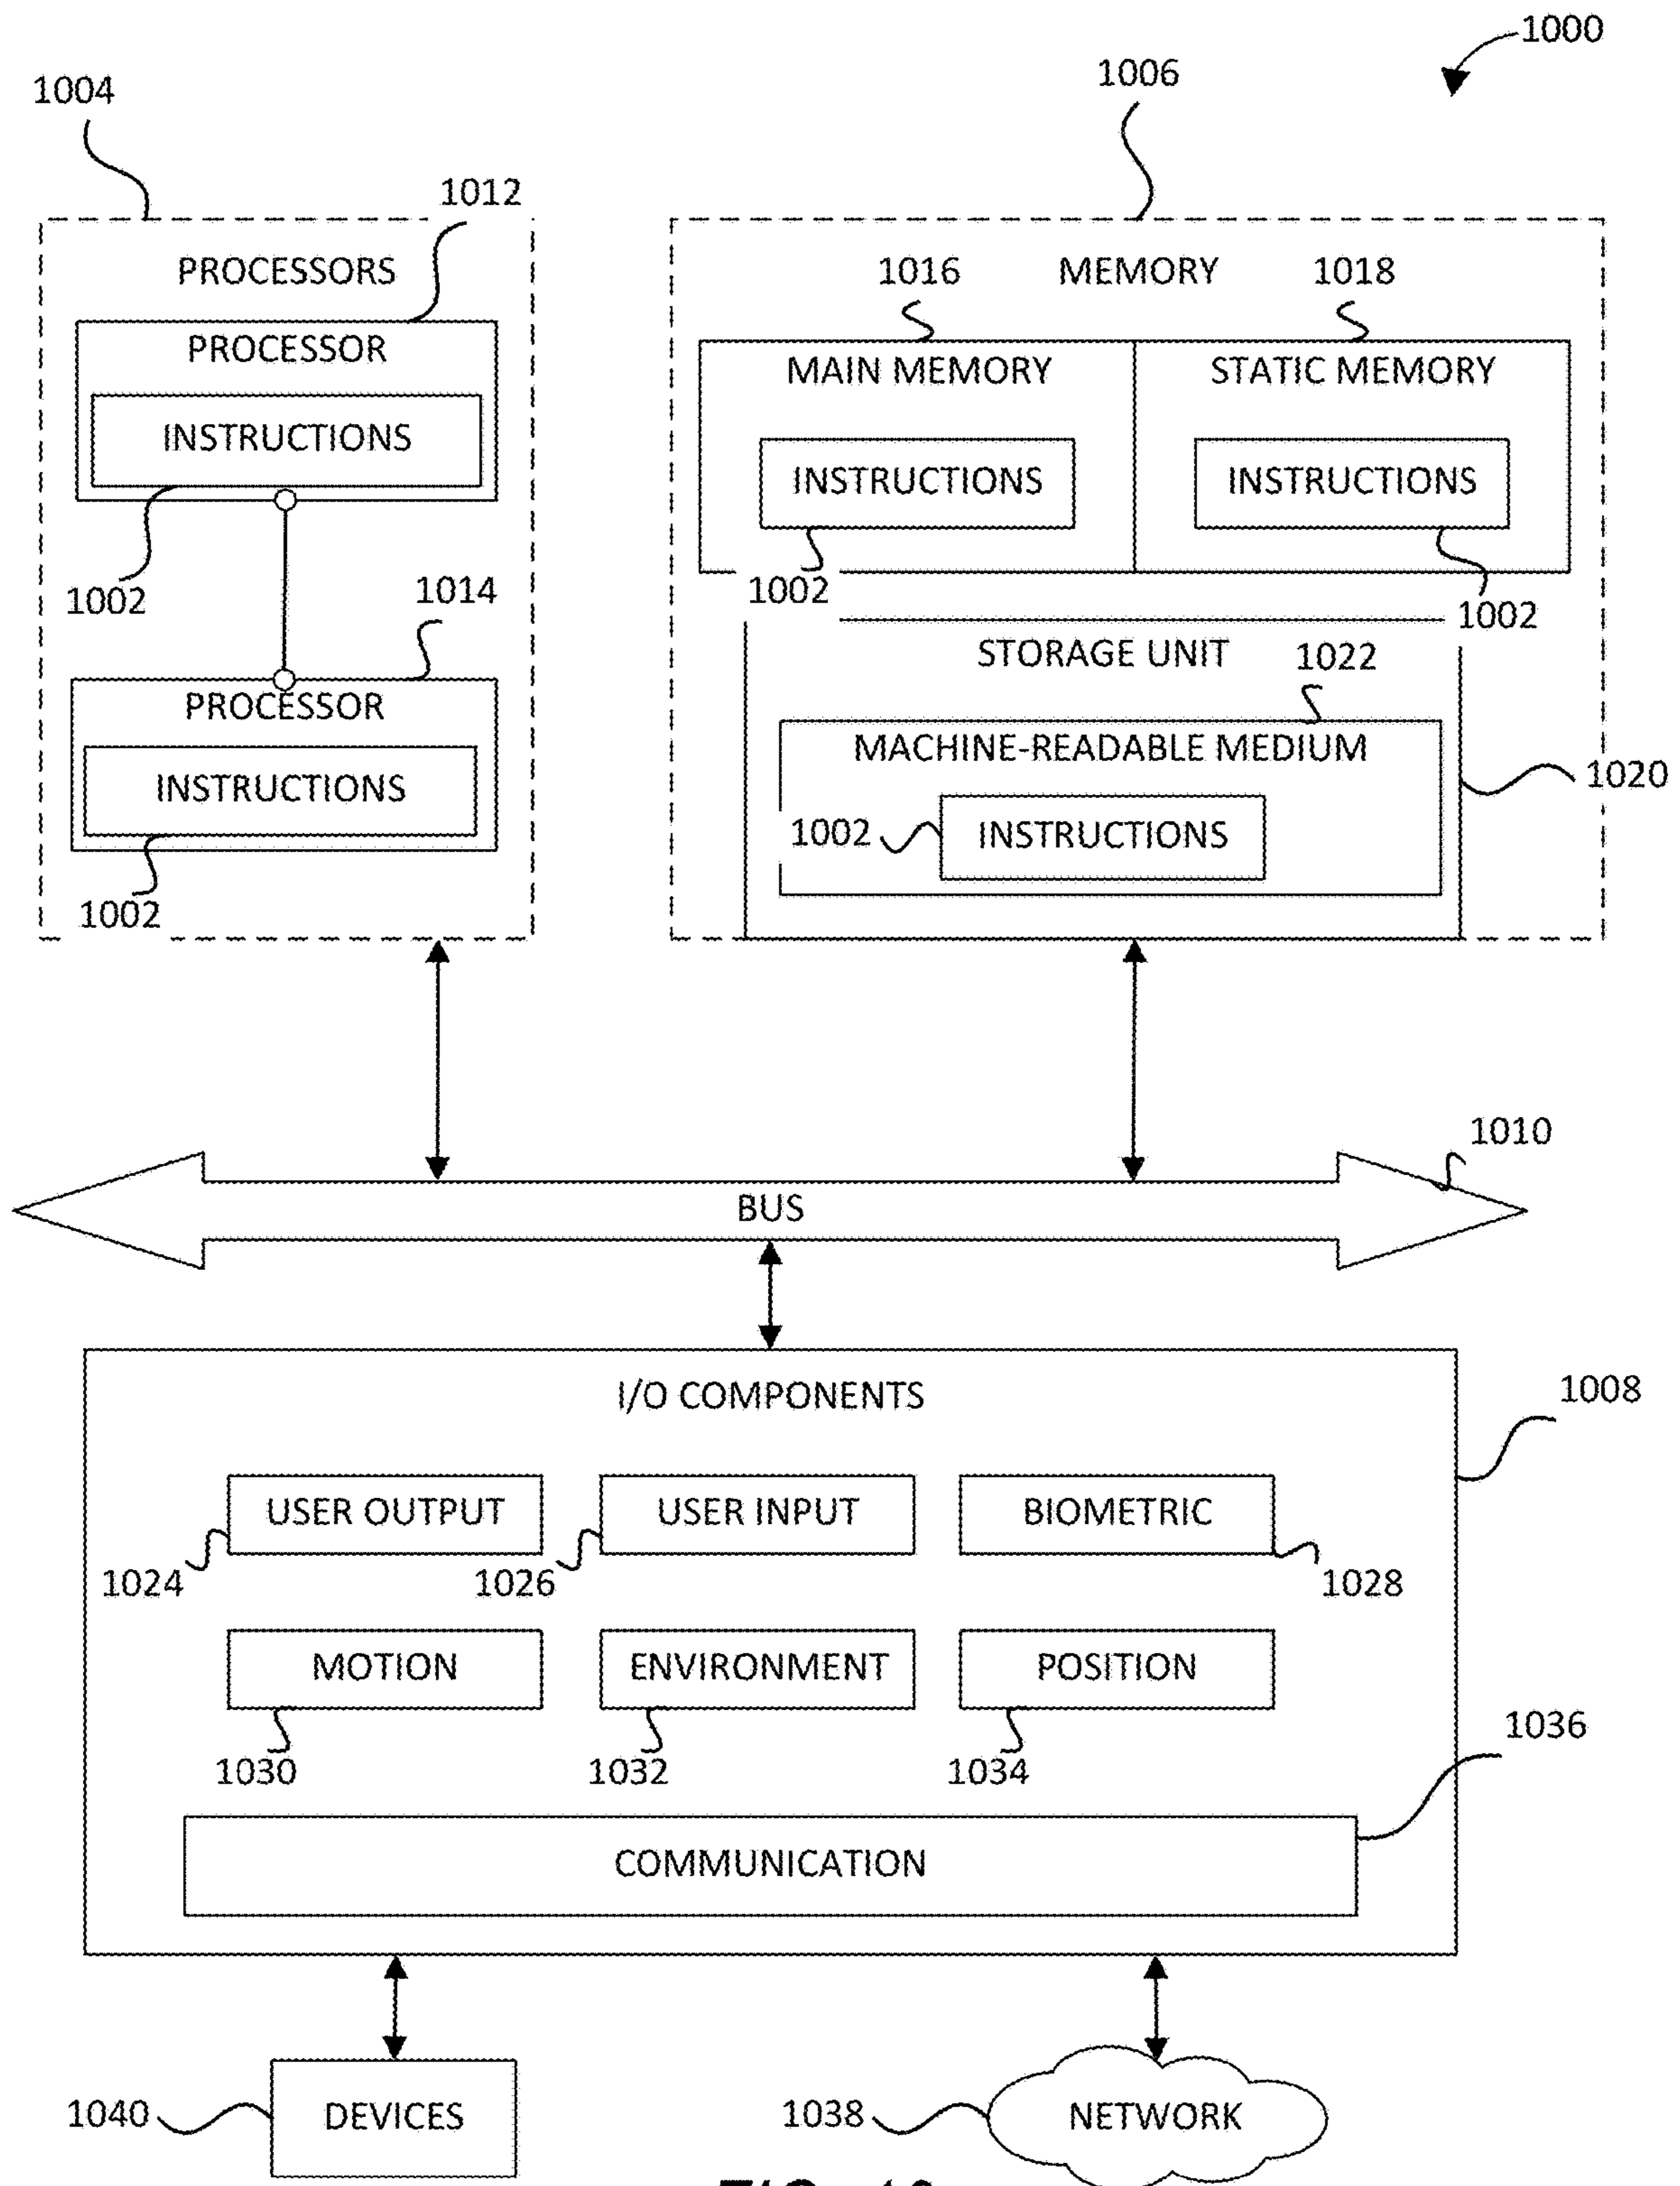 1000
1004
1006
1012
PROCESSORS
1016 MEMORY 1018
PROCESSOR
MAIN MEMORY STATIC MEMORY
INSTRUCTIONS
INSTRUCTIONS INSTRUCTIONS
1002 1014 1002 1002
STORAGE UNIT 1022
PROCESSOR
MACHINE-READABLE MEDIUM
1020
INSTRUCTIONS
1002 INSTRUCTIONS
1002
1010
BUS
I/O COMPONENTS
1008
USER OUTPUT USER INPUT BIOMETRIC
1024 1026 1028
MOTION ENVIRONMENT POSITION
1036
1030 1032 1034
COMMUNICATION
1040 DEVICES 1038 NETWORK